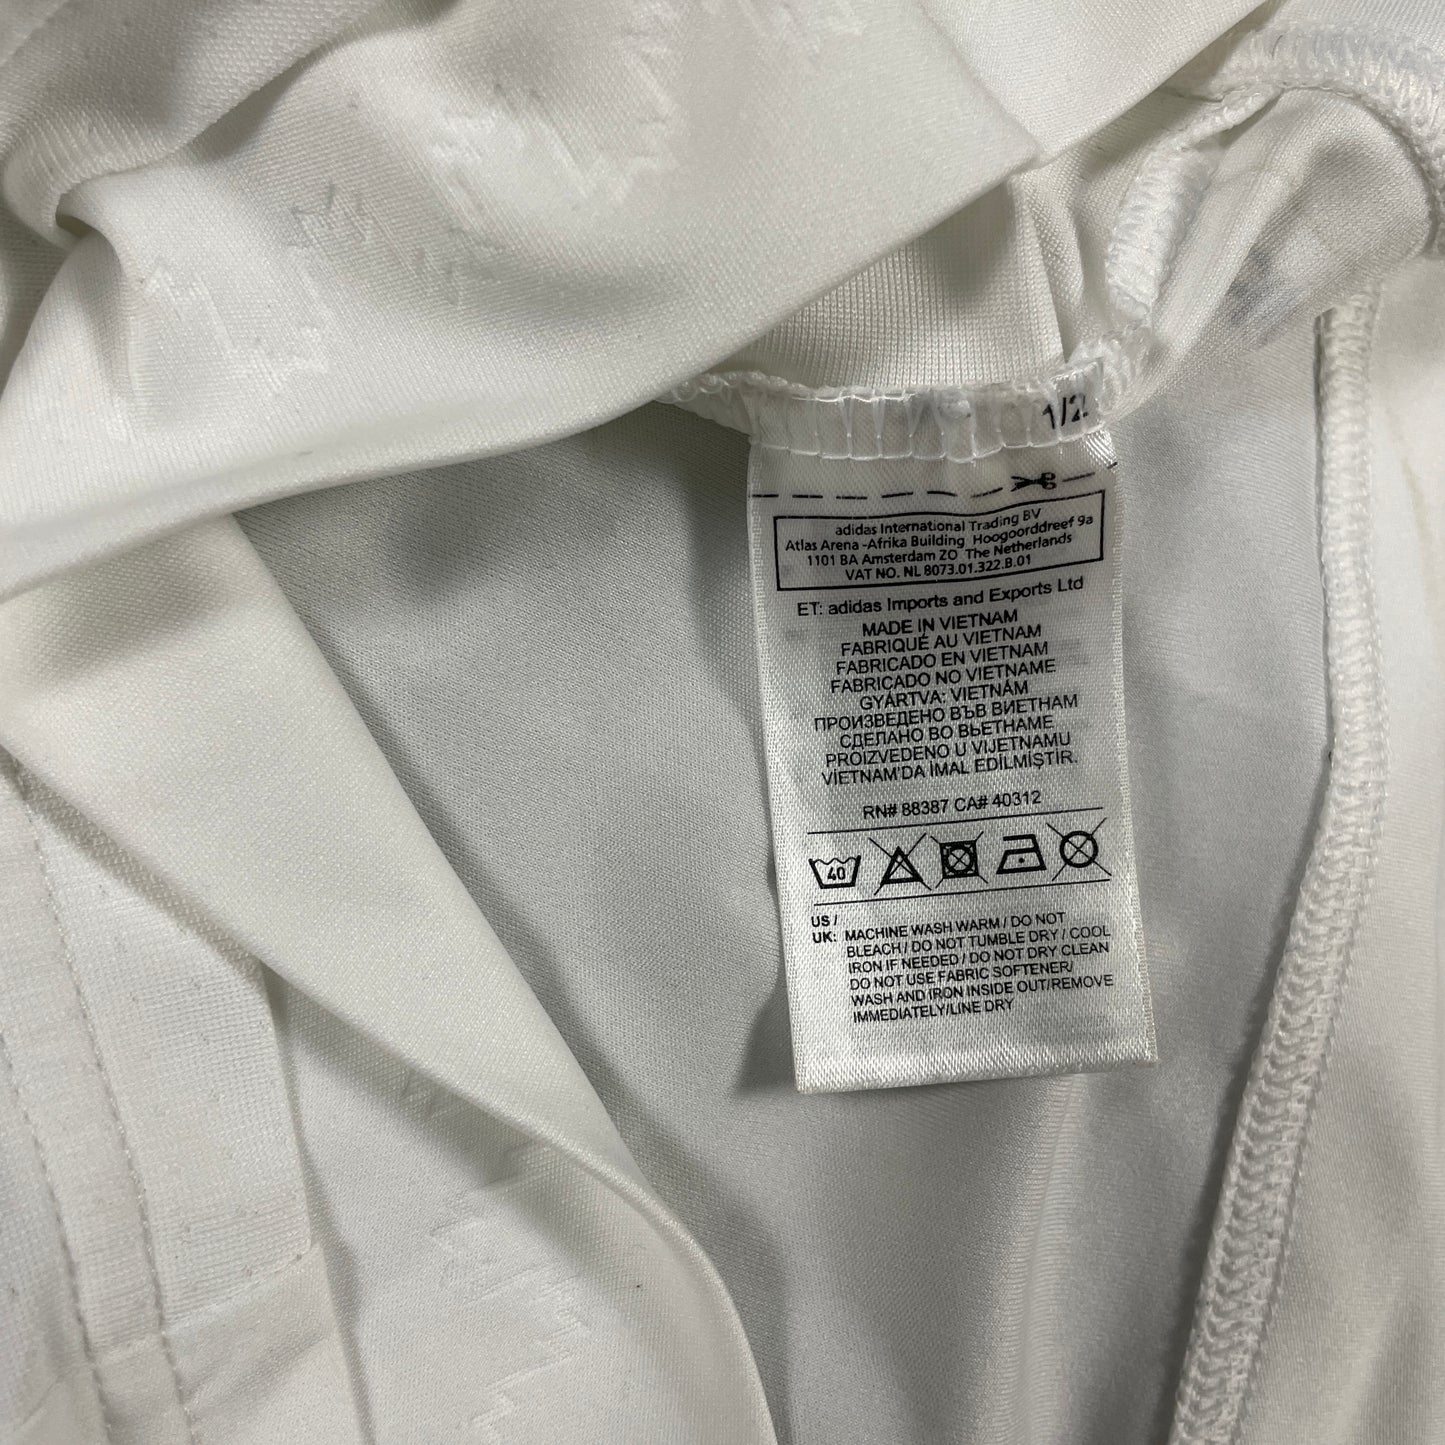 1/2
adidas International Trading BV
Atlas Arena -Afrika Building Hoogoorddreef 9a
1101 BA Amsterdam ZO The Netherlands
VAT NO. NL 8073.01.322.B.01
ET: adidas Imports and Exports Ltd
MADE IN VIETNAM
FABRIQUÉ AU VIETNAM
FABRICADO EN VIETNAM
FABRICADO NO VIETNAME
GYÁRTVA: VIETNÁM
ПРОИЗВЕДЕНО ВЪВ ВИЕТНАМ
СДЕЛАНО ВО ВЬЕТНАМЕ
PROIZVEDENO U VIJETNAMU
VİETNAM'DA İMAL EDİLMİŞTİR.
RN# 88387 CA# 40312
40
US /
UK: MACHINE WASH WARM / DO NOT
BLEACH / DO NOT TUMBLE DRY / COOL
IRON IF NEEDED / DO NOT DRY CLEAN
DO NOT USE FABRIC SOFTENER/
WASH AND IRON INSIDE OUT/REMOVE
IMMEDIATELY/LINE DRY